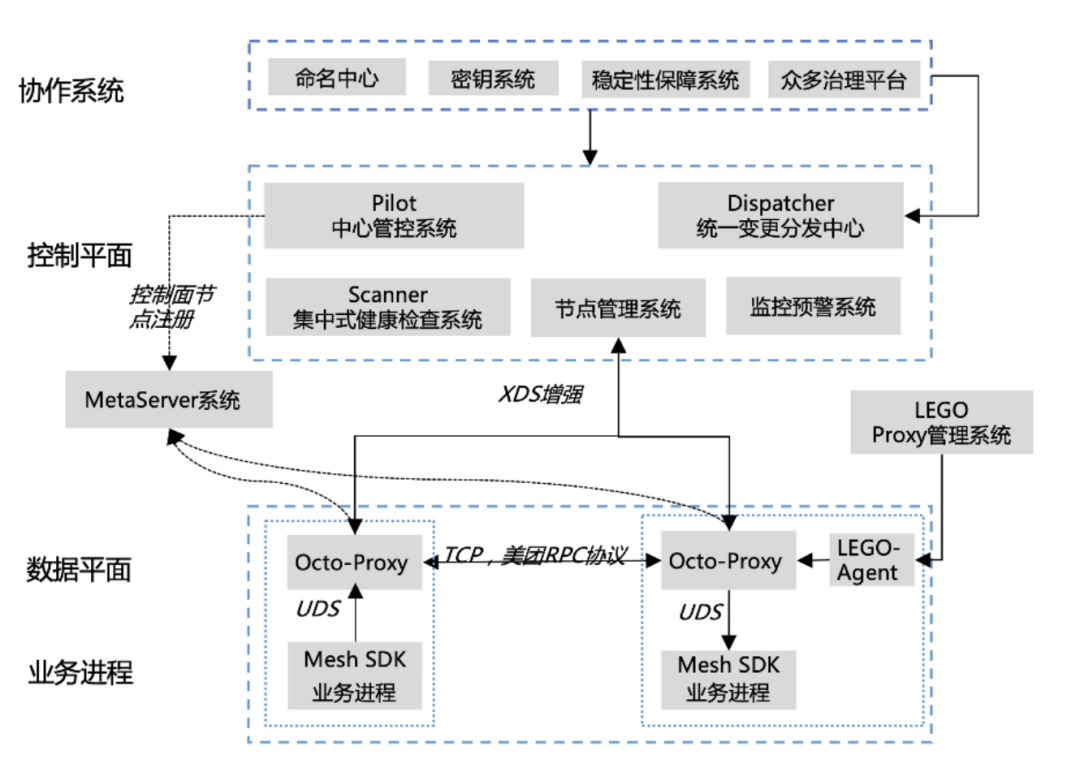 协作系统
命名中心
密钥系统
稳定性保障系统
众多治理平台
控制平面
Pilot
中心管控系统
Dispatcher
统一变更分发中心
控制面节
点注册
Scanner
集中式健康检查系统
节点管理系统
监控预警系统
MetaServer系统
XDS增强
LEGO
Proxy管理系统
数据平面
Octo-Proxy
TCP，美团RPC协议
Octo-Proxy
LEGO-
Agent
UDS
UDS
业务进程
Mesh SDK
业务进程
Mesh SDK
业务进程